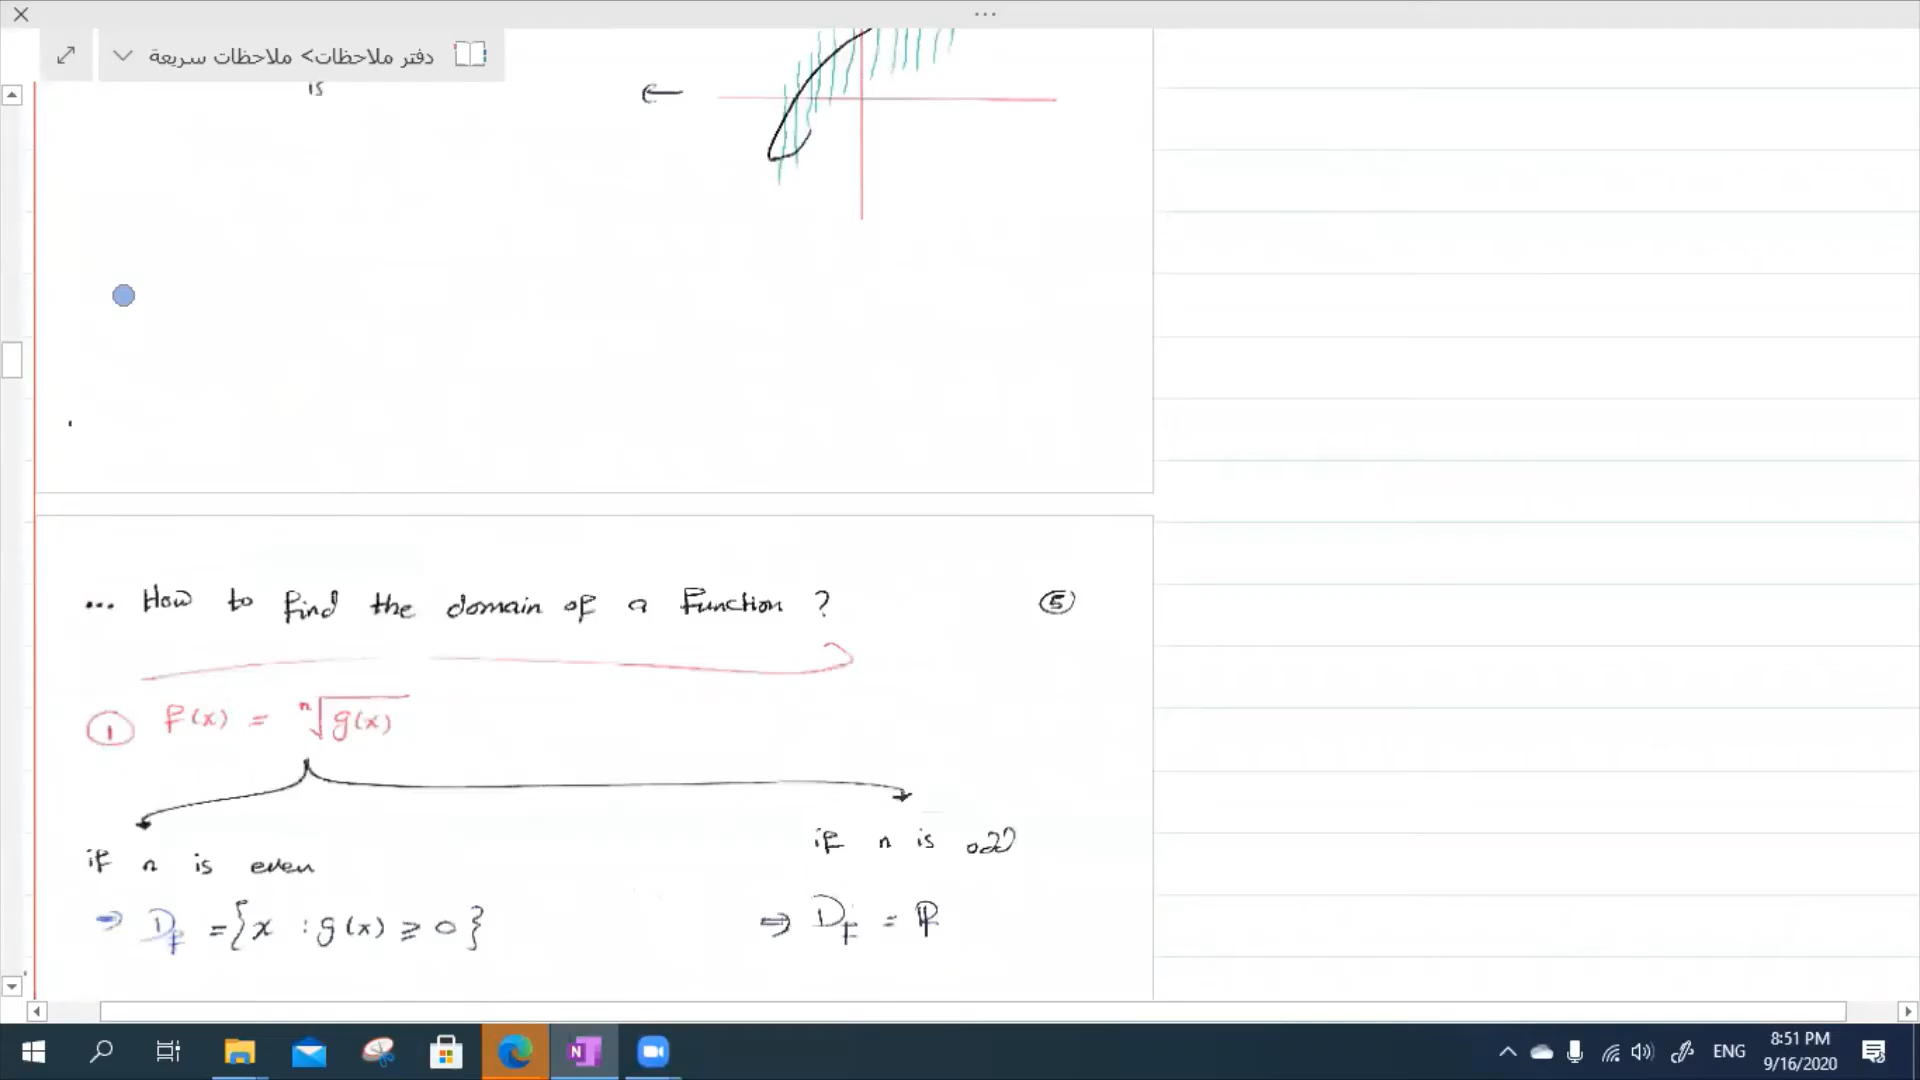 دفتر ملاحظات> ملاحظات سريعة
is
←
... How to find the domain of a function ? ⑤
① f(x) = ⁿ√g(x)
if n is even
if n is odd
⇒ D_f = {x : g(x) ≥ 0}
⇒ D_f = ℝ
ENG
8:51 PM
9/16/2020